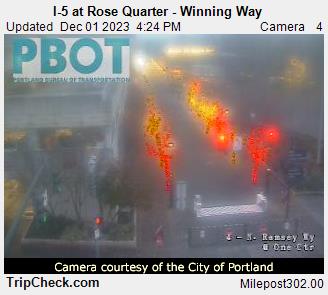 I-5 at Rose Quarter - Winning Way
Updated Dec 01 2023 4:24 PM Camera 4
PBOT
PORTLAND BUREAU OF TRANSPORTATION
4 - N. Ramsey Wy
W One Ctr
Camera courtesy of the City of Portland
TripCheck.com Milepost302.00